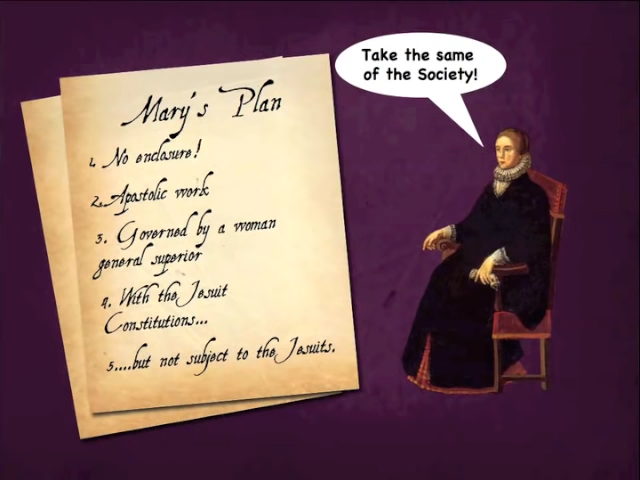 Take the same
of the Society!
Mary's Plan
1. No enclosure!
2. Apostolic work
3. Governed by a woman
general superior
4. With the Jesuit
Constitutions...
5....but not subject to the Jesuits.